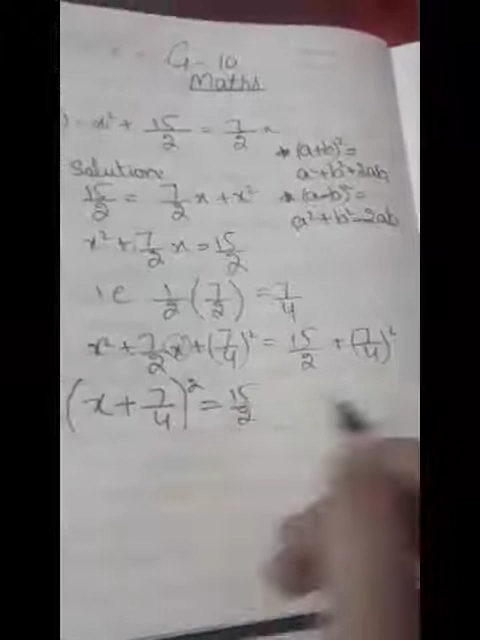 G-10
Maths
) -x² + 15/2 = 7/2 x
* (a+b)² =
a²+b²+2ab
* (a-b)² =
a²+b²-2ab
Solution:
15/2 = 7/2 x + x²
x² + 7/2 x = 15/2
i.e 1/2 (7/2) = 7/4
x² + 7/2 x + (7/4)² = 15/2 + (7/4)²
(x + 7/4)² = 15/2